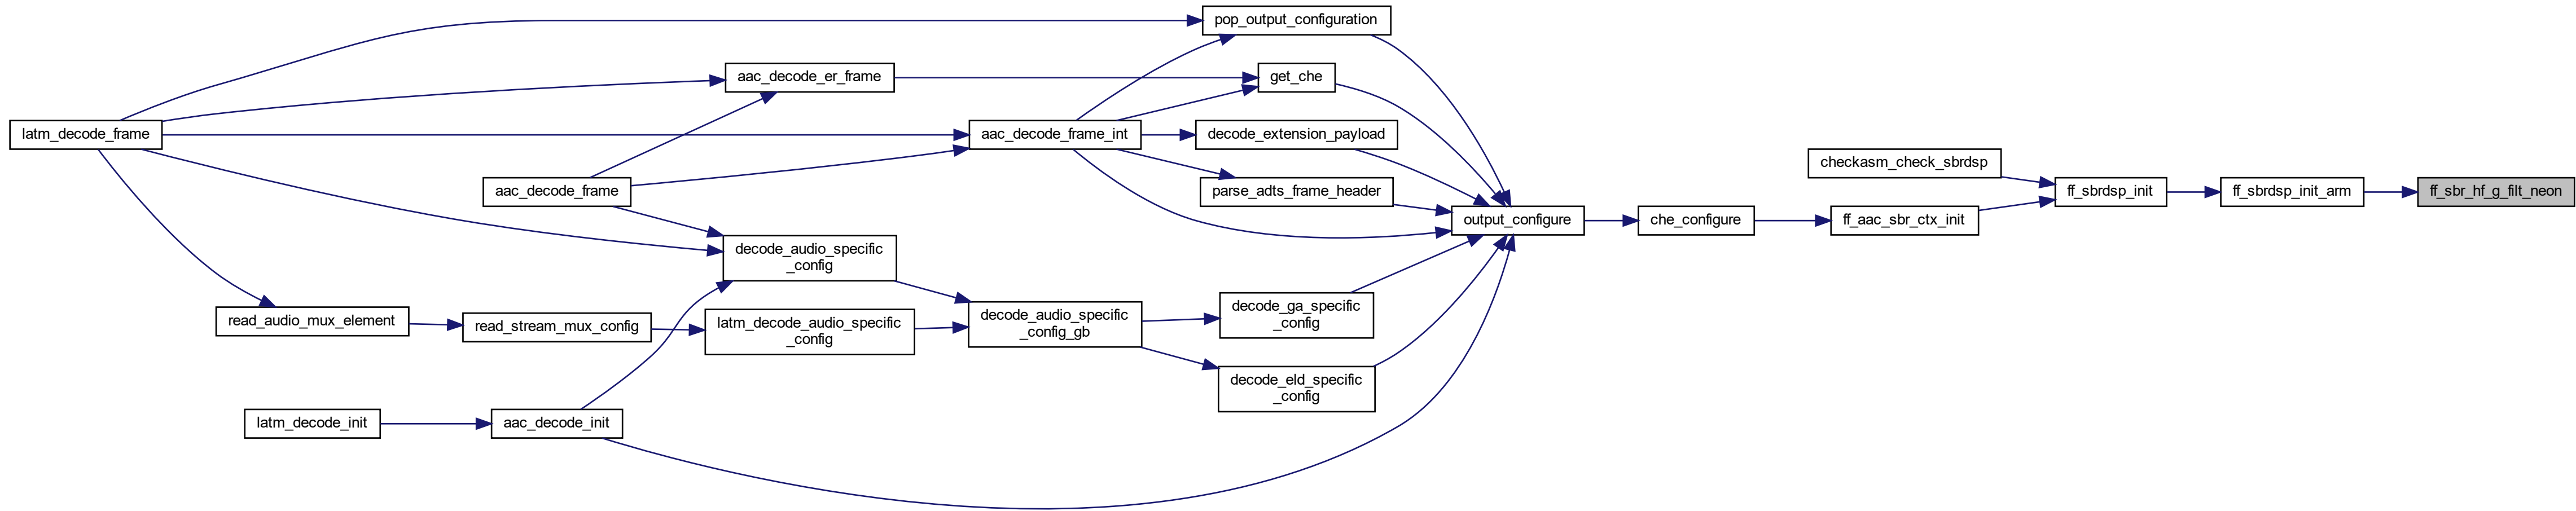 pop_output_configuration
aac_decode_er_frame
get_che
latm_decode_frame
aac_decode_frame_int
decode_extension_payload
checkasm_check_sbrdsp
aac_decode_frame
parse_adts_frame_header
ff_sbrdsp_init
ff_sbrdsp_init_arm
ff_sbr_hf_g_filt_neon
output_configure
che_configure
ff_aac_sbr_ctx_init
decode_audio_specific
_config
read_audio_mux_element
read_stream_mux_config
latm_decode_audio_specific
_config
decode_audio_specific
_config_gb
decode_ga_specific
_config
decode_eld_specific
_config
latm_decode_init
aac_decode_init